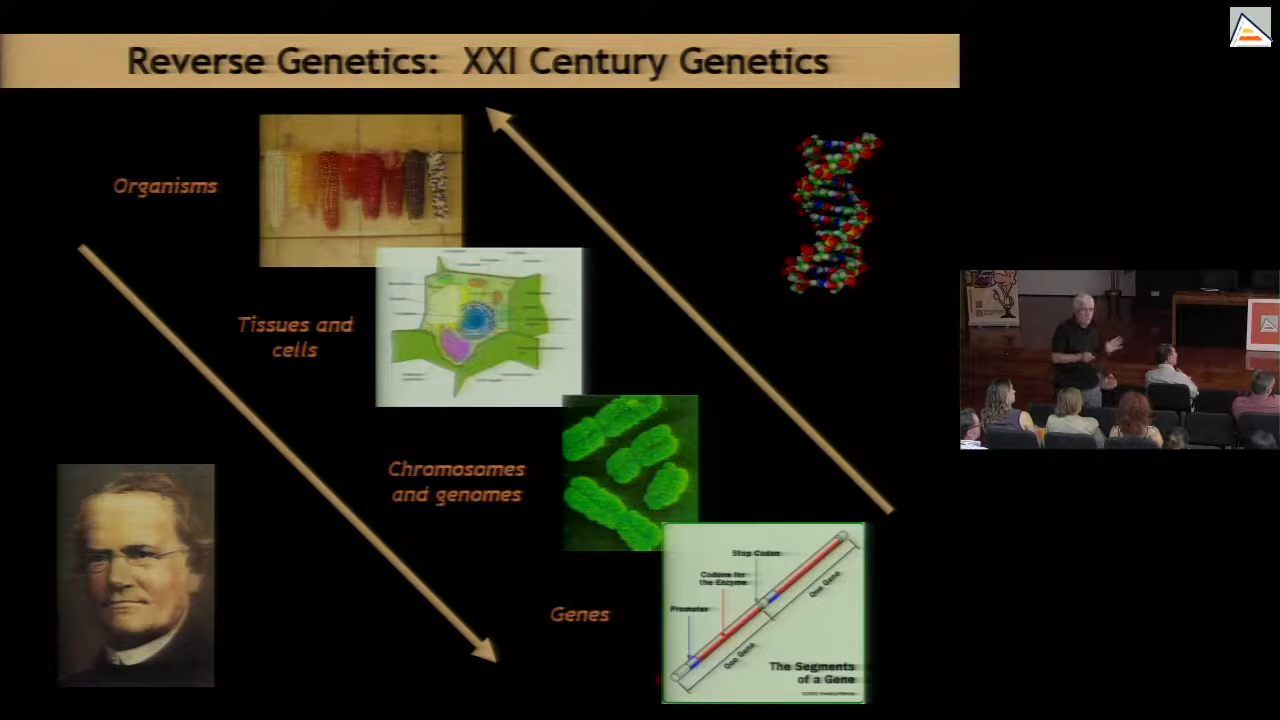 Reverse Genetics: XXI Century Genetics
Organisms
Tissues and
cells
Chromosomes
and genomes
Genes
Stop Codon
Codons for
the Enzyme
Promoter
One Gene
One Gene
The Segments
of a Gene